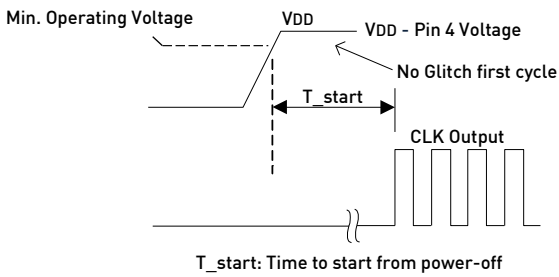 Min. Operating Voltage
VDD
VDD - Pin 4 Voltage
No Glitch first cycle
T_start
CLK Output
T_start: Time to start from power-off